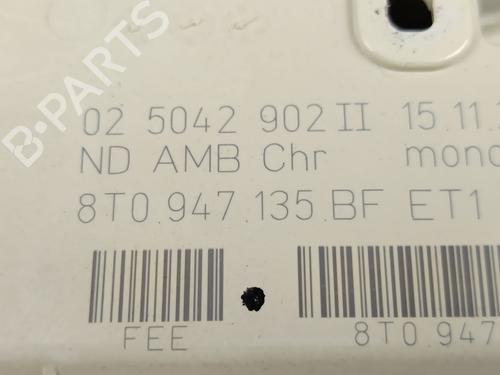 02 5042 902 II 15.11.
ND AMB Chr mono
8T0.947.135.BF ET1
FEE
8T0.947
B-PARTS